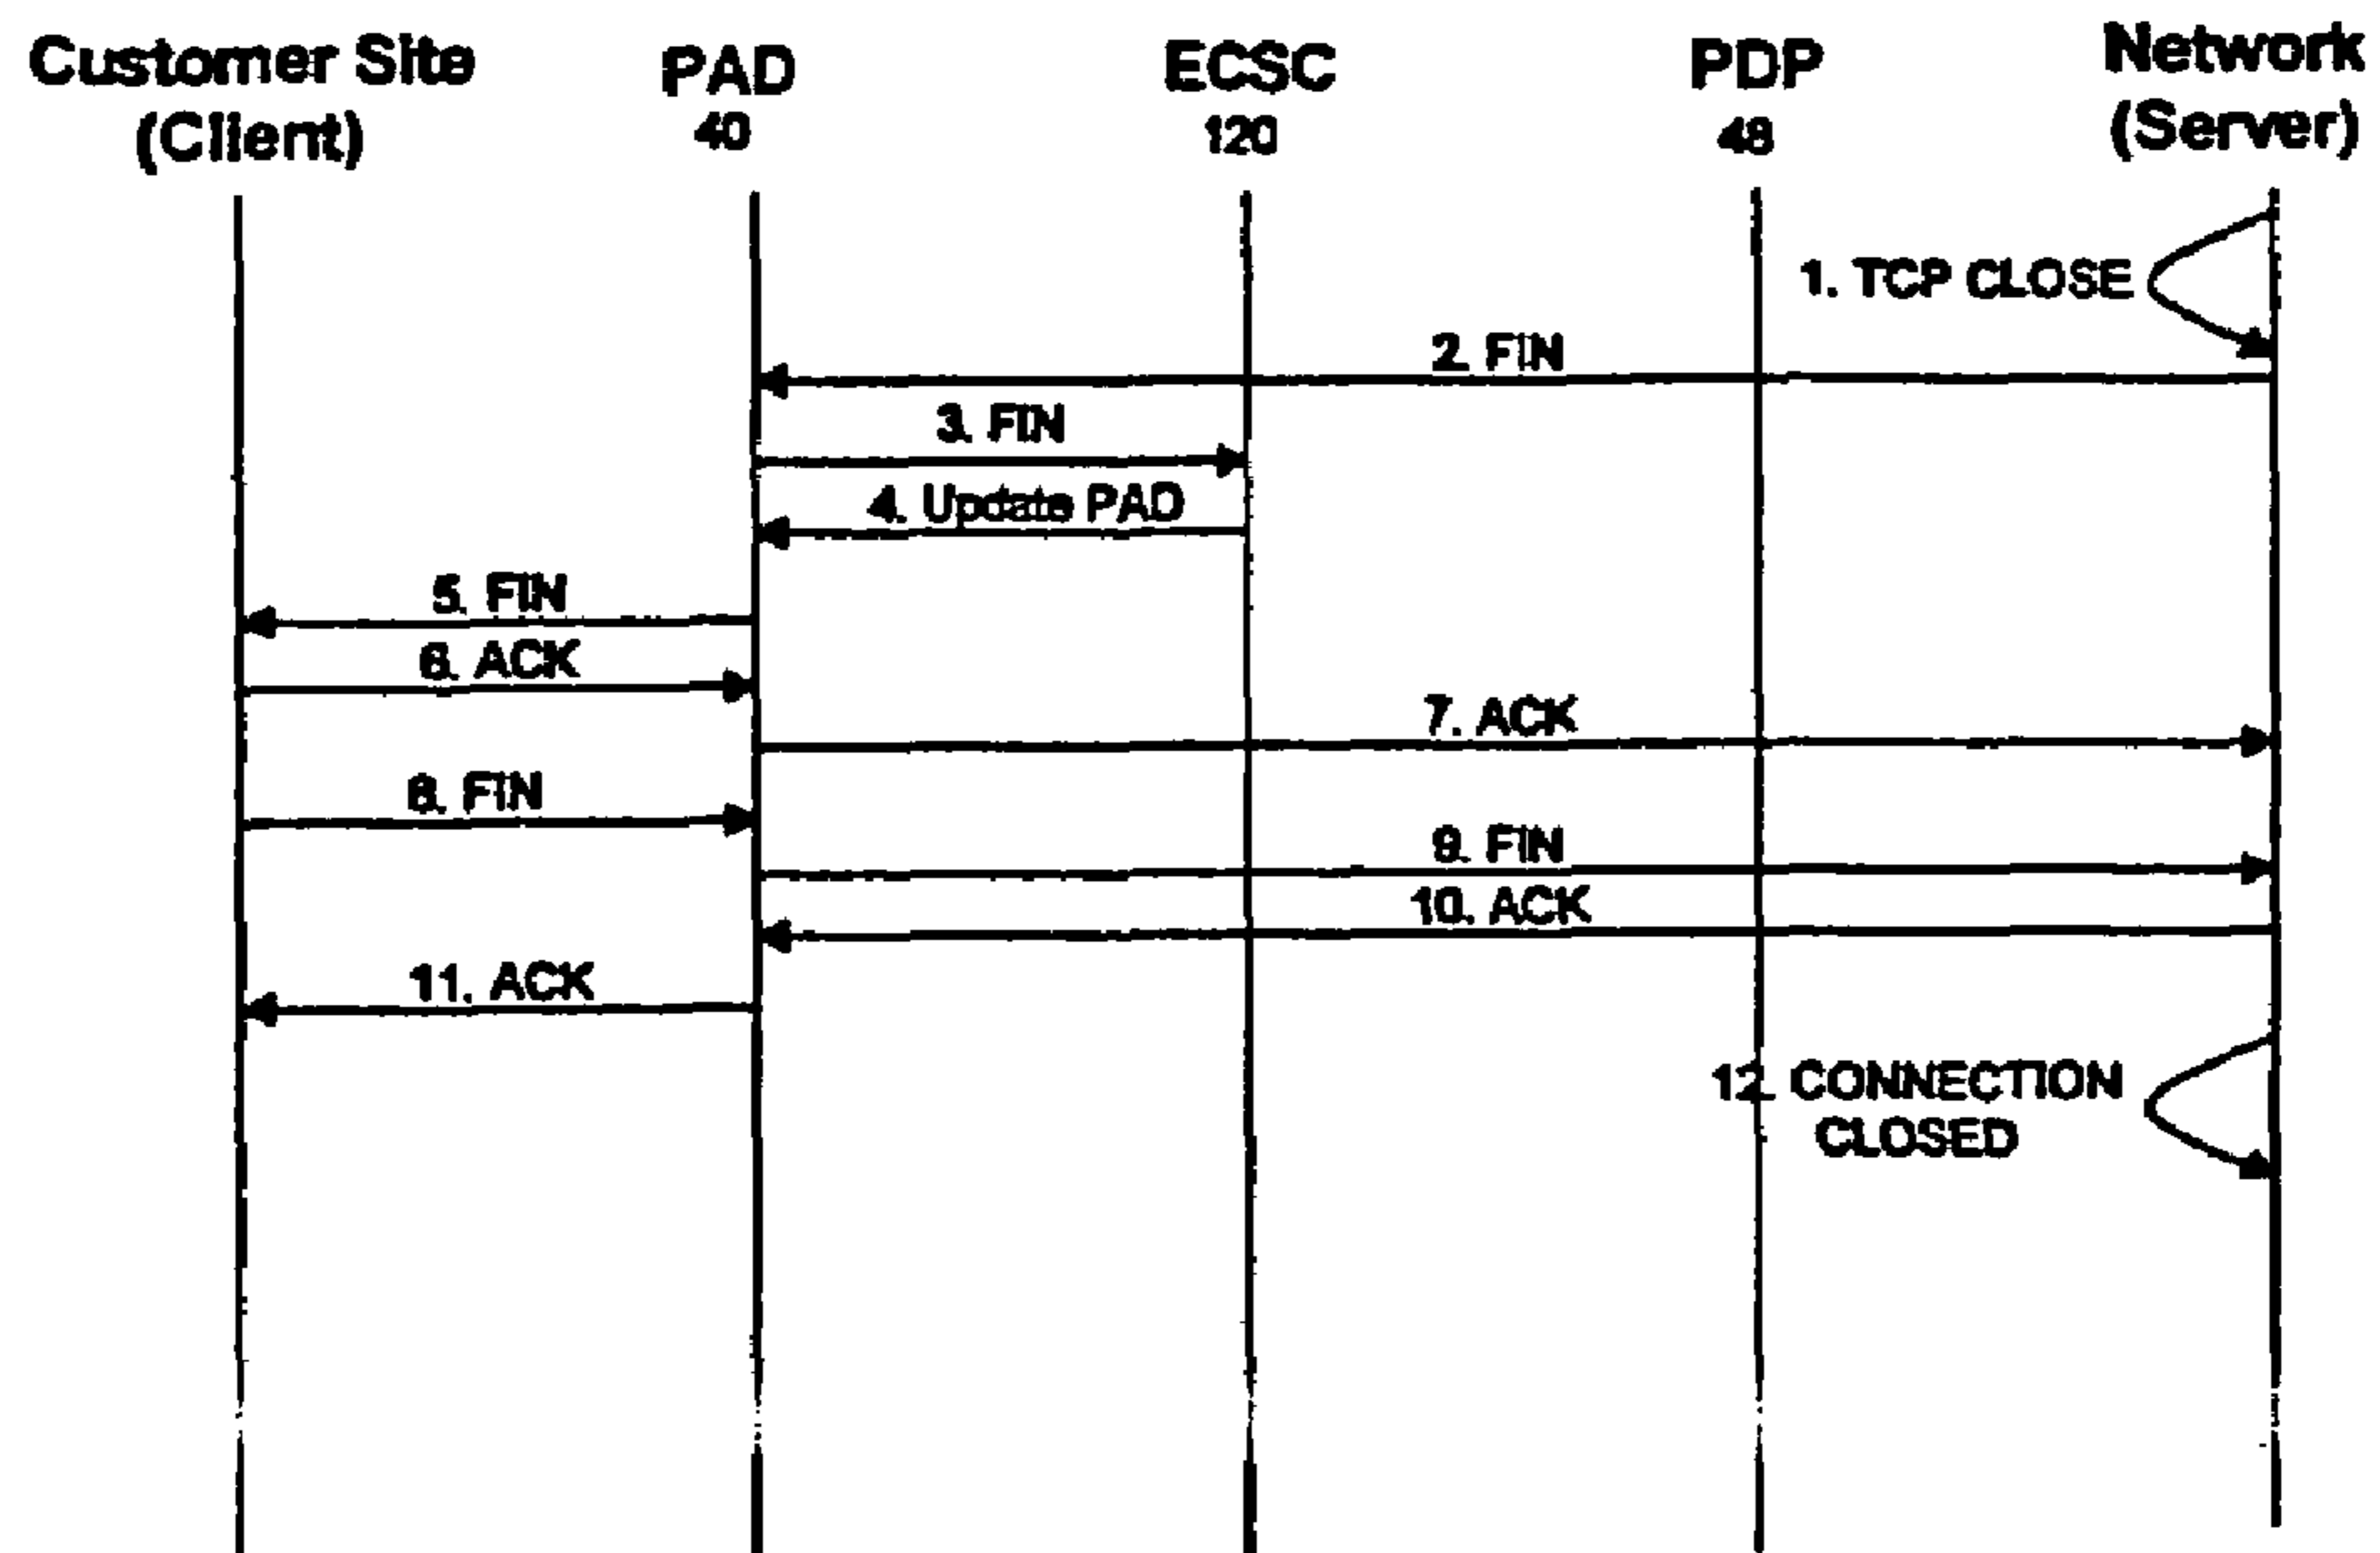 Customer Site
(Client)
PAD
40
ECSC
120
PDP
48
Network
(Server)
1. TCP CLOSE
2. FIN
3. FIN
4. Update PAD
5. FIN
6. ACK
7. ACK
8. FIN
9. FIN
10. ACK
11. ACK
12. CONNECTION
CLOSED